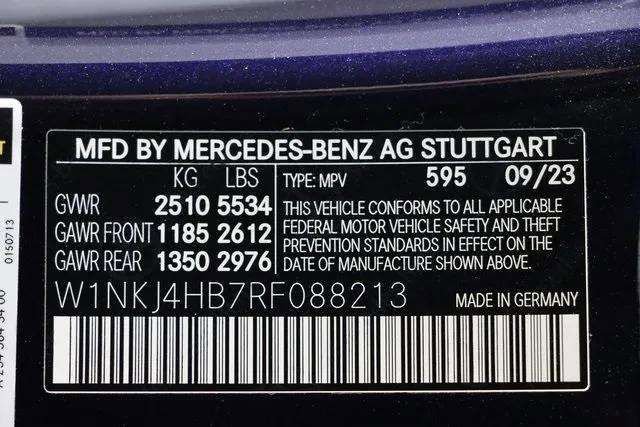 MFD BY MERCEDES-BENZ AG STUTTGART
KG LBS
GVWR 2510 5534
GAWR FRONT 1185 2612
GAWR REAR 1350 2976
TYPE: MPV 595 09/23
THIS VEHICLE CONFORMS TO ALL APPLICABLE
FEDERAL MOTOR VEHICLE SAFETY AND THEFT
PREVENTION STANDARDS IN EFFECT ON THE
DATE OF MANUFACTURE SHOWN ABOVE.
W1NKJ4HB7RF088213
MADE IN GERMANY
0150713